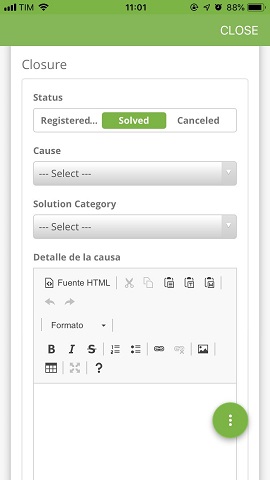 TIM 11:01 88%
CLOSE
Closure
Status
Registered... Solved Canceled
Cause
--- Select ---
Solution Category
--- Select ---
Detalle de la causa
Fuente HTML
Formato
B I S
?